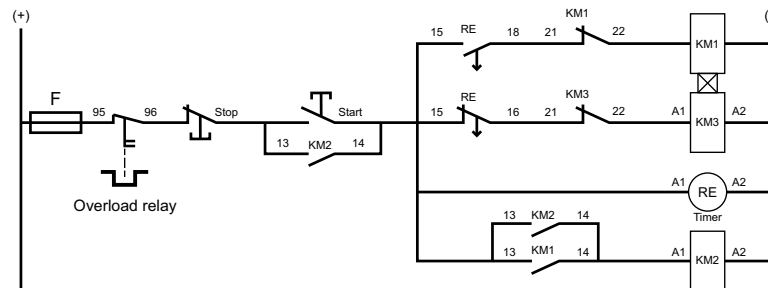 (+)
(
KM1
15
RE
18
21
22
KM1
F
95
96
Stop
Start
KM3
15
RE
16
21
22
A1
KM3
A2
13
KM2
14
Overload relay
A1
RE
A2
Timer
13
KM2
14
13
KM1
14
A1
KM2
A2